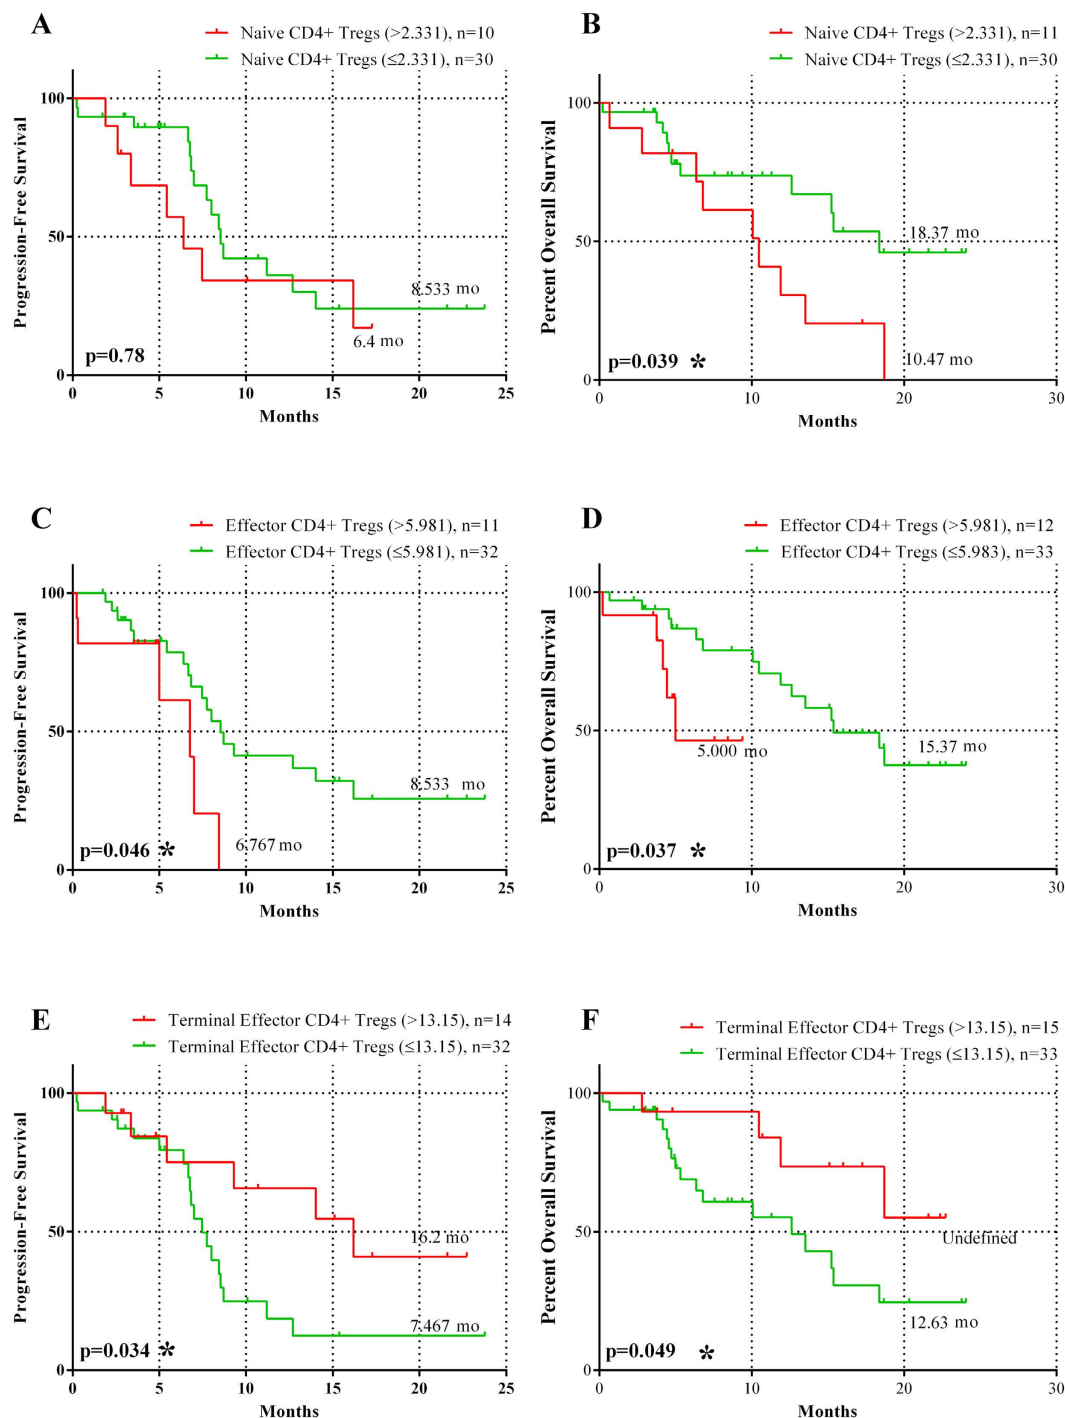 A
Naive CD4+ Tregs (>2.331), n=10
Naive CD4+ Tregs (≤2.331), n=30
Progression-Free Survival
100
50
0
8.533 mo
6.4 mo
p=0.78
0 5 10 15 20 25
Months
B
Naive CD4+ Tregs (>2.331), n=11
Naive CD4+ Tregs (≤2.331), n=30
Percent Overall Survival
100
50
0
18.37 mo
10.47 mo
p=0.039 *
0 10 20 30
Months
C
Effector CD4+ Tregs (>5.981), n=11
Effector CD4+ Tregs (≤5.981), n=32
Progression-Free Survival
100
50
0
8.533 mo
6.767 mo
p=0.046 *
0 5 10 15 20 25
Months
D
Effector CD4+ Tregs (>5.981), n=12
Effector CD4+ Tregs (≤5.983), n=33
Percent Overall Survival
100
50
0
5.000 mo
15.37 mo
p=0.037 *
0 10 20 30
Months
E
Terminal Effector CD4+ Tregs (>13.15), n=14
Terminal Effector CD4+ Tregs (≤13.15), n=32
Progression-Free Survival
100
50
0
16.2 mo
7.467 mo
p=0.034 *
0 5 10 15 20 25
Months
F
Terminal Effector CD4+ Tregs (>13.15), n=15
Terminal Effector CD4+ Tregs (≤13.15), n=33
Percent Overall Survival
100
50
0
Undefined
12.63 mo
p=0.049 *
0 10 20 30
Months